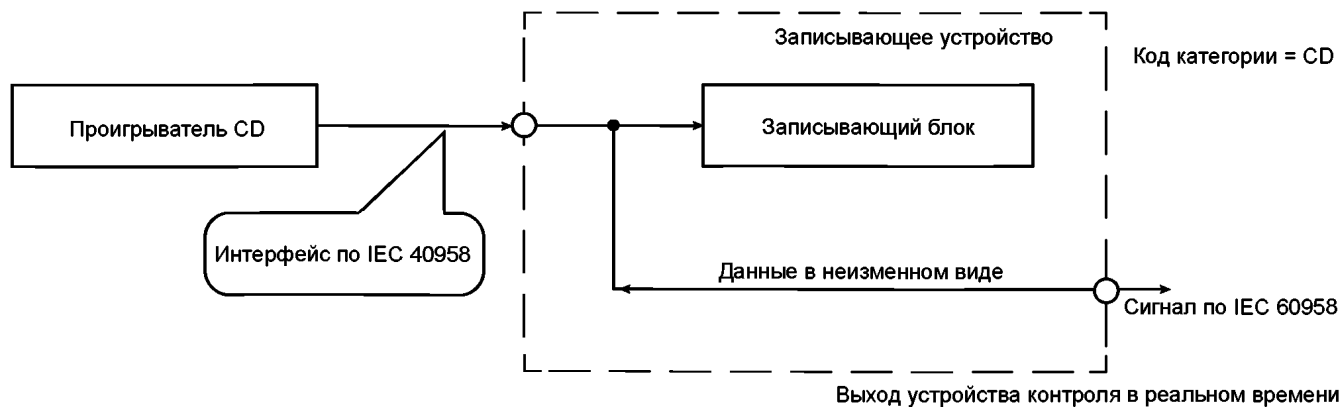 Записывающее устройство
Код категории = CD
Проигрыватель CD
Записывающий блок
Интерфейс по IEC 40958
Данные в неизменном виде
Сигнал по IEC 60958
Выход устройства контроля в реальном времени